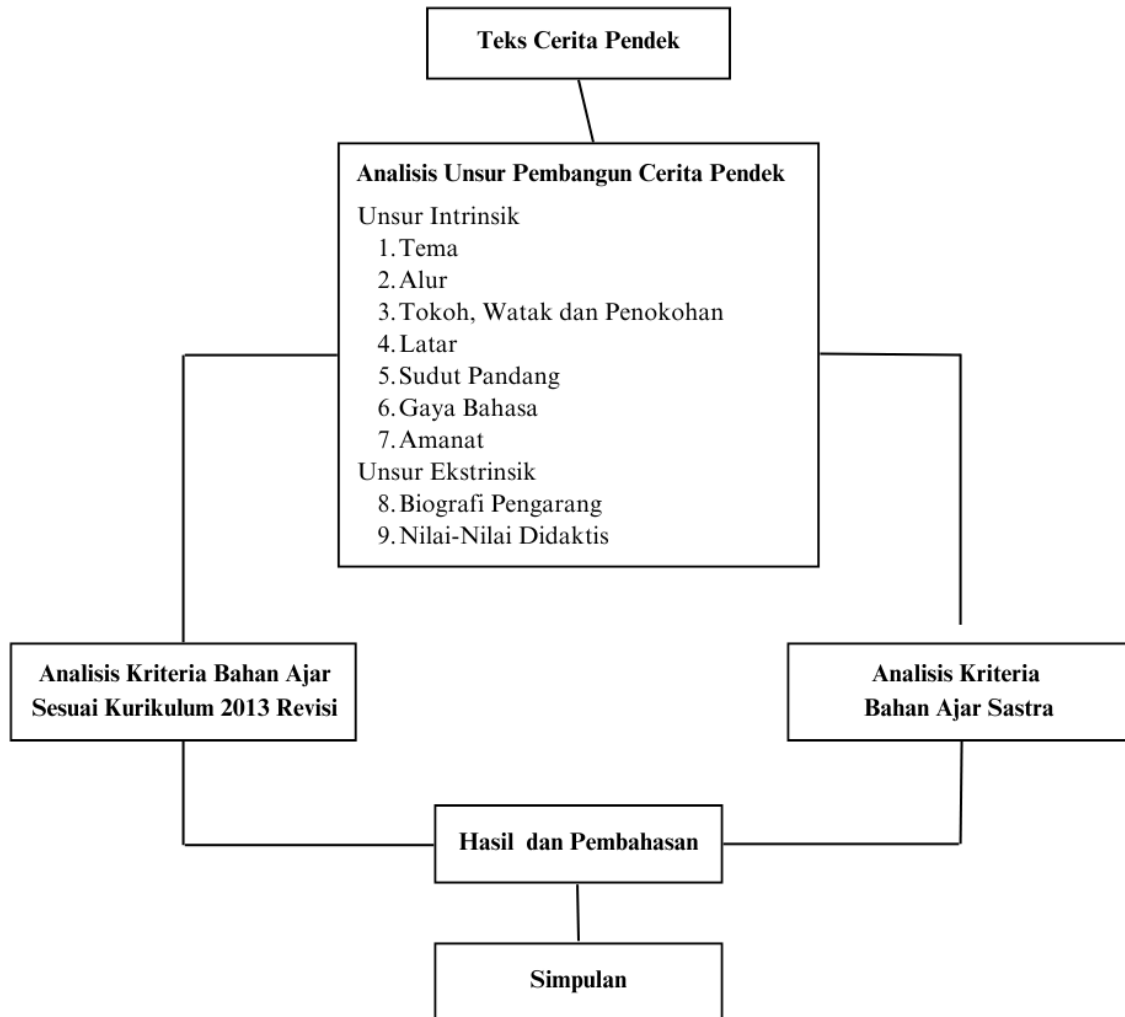 Teks Cerita Pendek
Analisis Unsur Pembangun Cerita Pendek
Unsur Intrinsik
1. Tema
2. Alur
3. Tokoh, Watak dan Penokohan
4. Latar
5. Sudut Pandang
6. Gaya Bahasa
7. Amanat
Unsur Ekstrinsik
8. Biografi Pengarang
9. Nilai-Nilai Didaktis
Analisis Kriteria Bahan Ajar
Sesuai Kurikulum 2013 Revisi
Analisis Kriteria
Bahan Ajar Sastra
Hasil dan Pembahasan
Simpulan